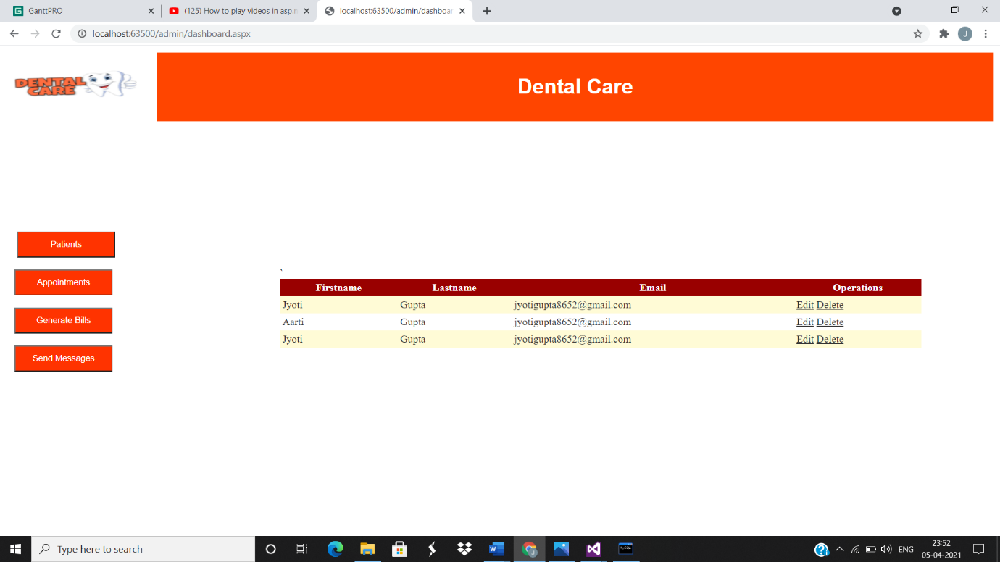 GanttPRO
(125) How to play videos in asp.n
localhost:63500/admin/dashboar
localhost:63500/admin/dashboard.aspx
J
DENTAL
CARE
Dental Care
Patients
Appointments
Generate Bills
Send Messages
`
Firstname Lastname Email Operations
Jyoti Gupta jyotigupta8652@gmail.com Edit Delete
Aarti Gupta jyotigupta8652@gmail.com Edit Delete
Jyoti Gupta jyotigupta8652@gmail.com Edit Delete
Type here to search
MySQL
ENG
23:52
05-04-2021